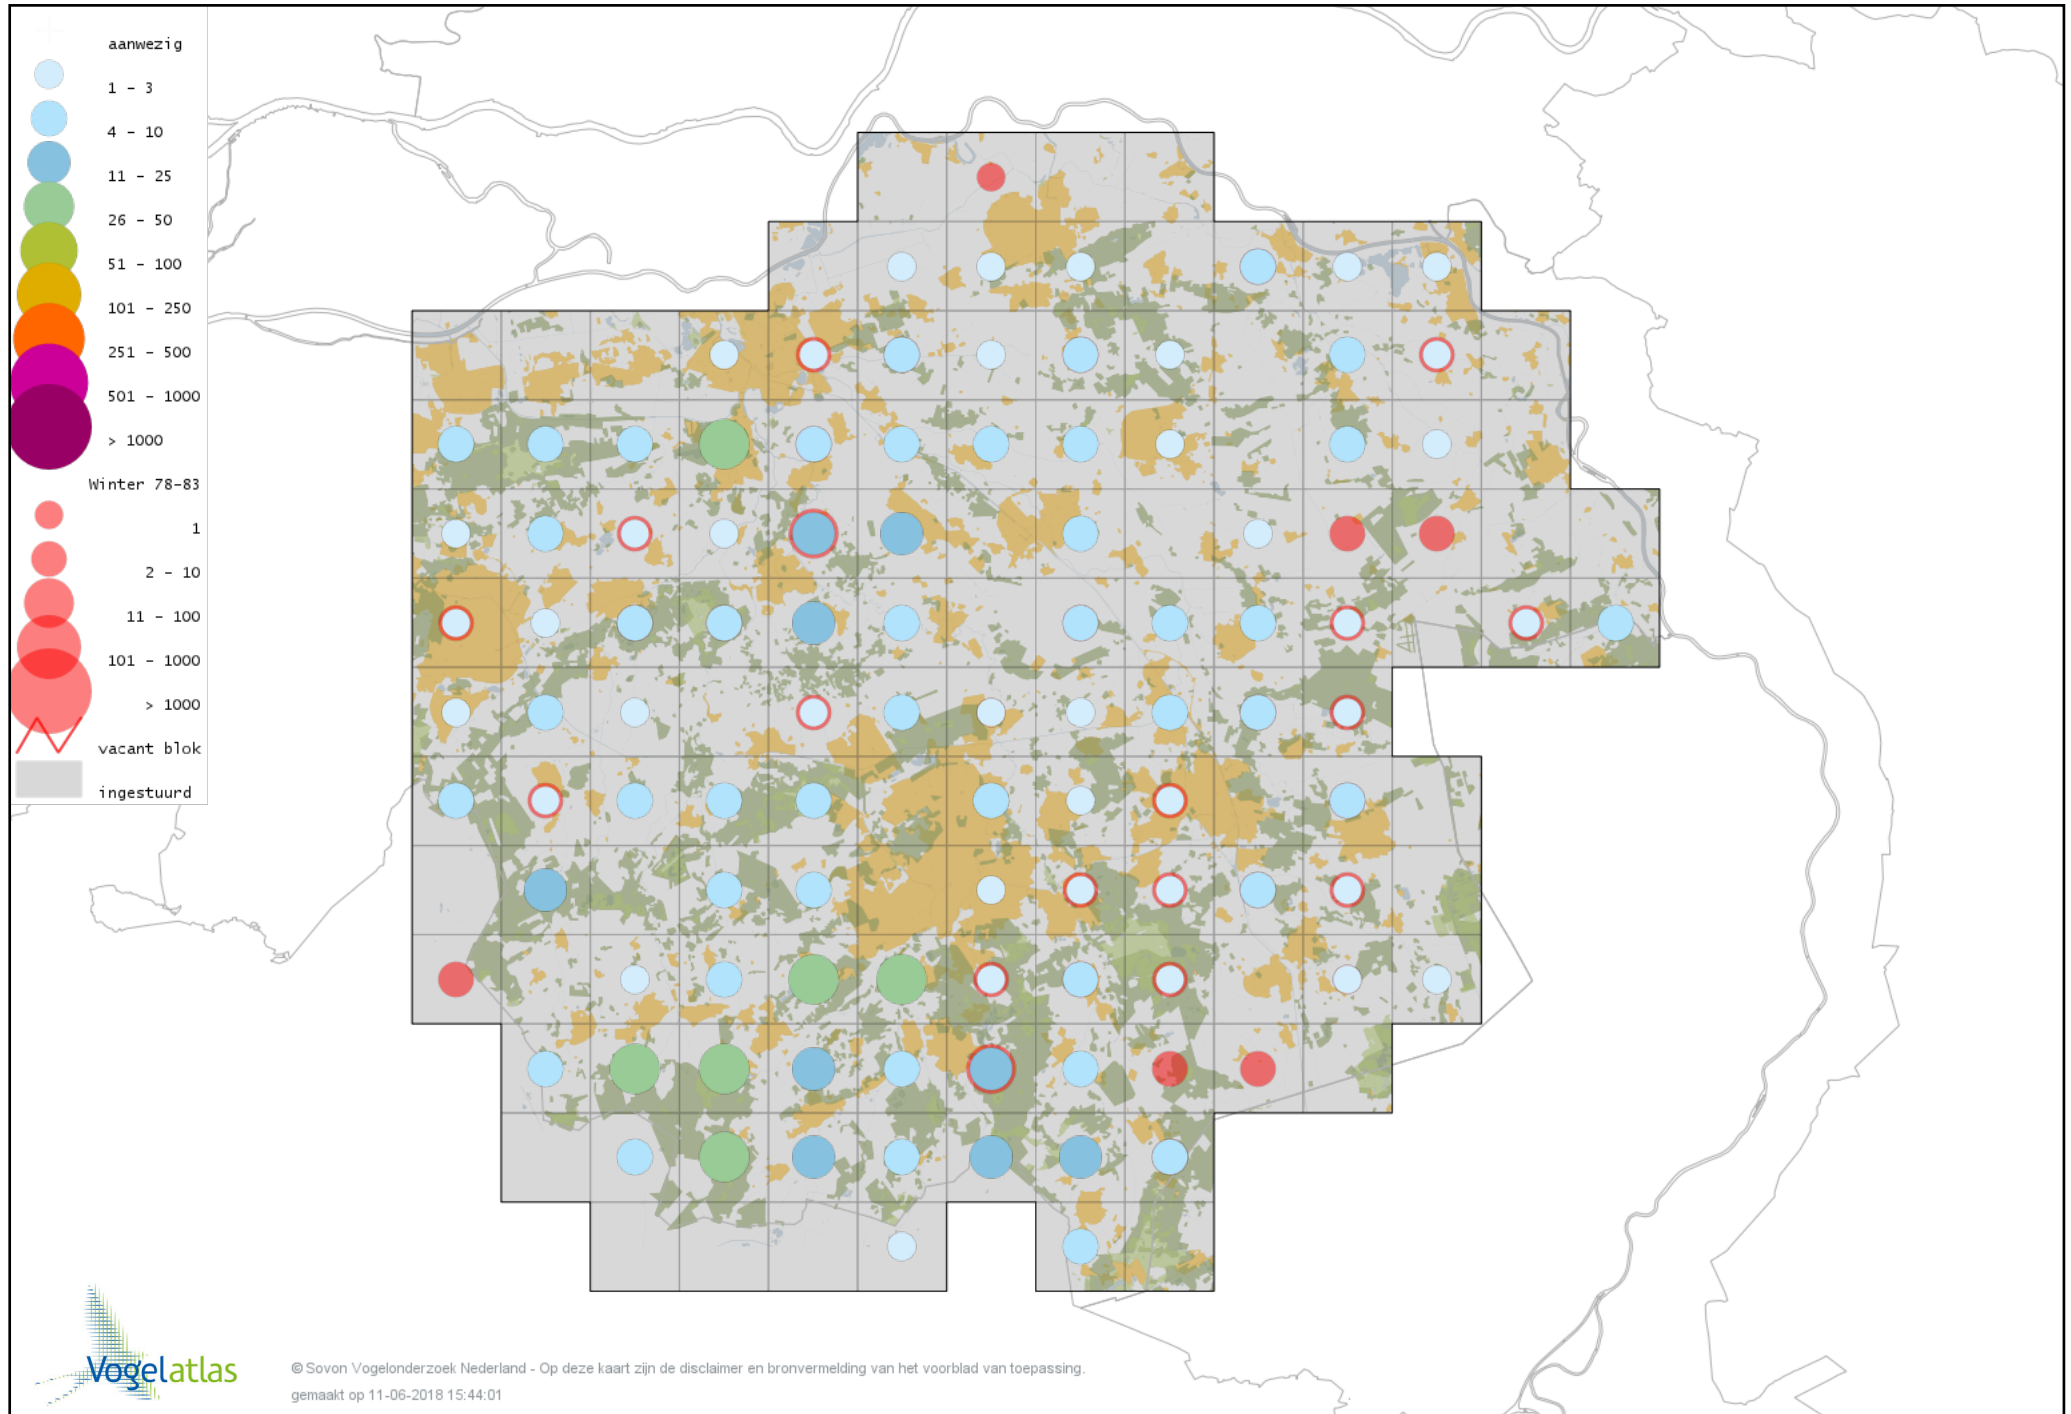 aanwezig
1 – 3
4 – 10
11 – 25
26 – 50
51 – 100
101 – 250
251 – 500
501 – 1000
> 1000
Winter 78-83
1
2 – 10
11 – 100
101 – 1000
> 1000
vacant blok
ingestuurd
Vogelatlas
© Sovon Vogelonderzoek Nederland - Op deze kaart zijn de disclaimer en bronvermelding van het voorblad van toepassing.
gemaakt op 11-06-2018 15:44:01